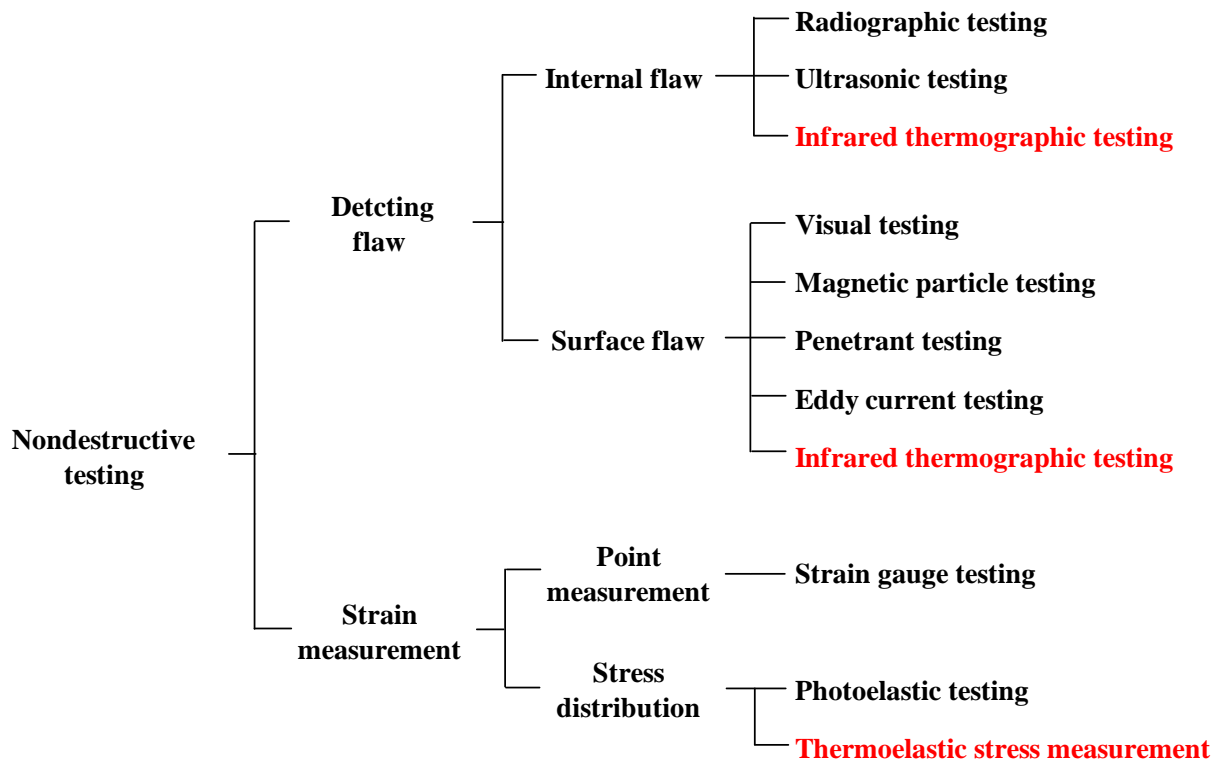 Nondestructive
testing
Detcting
flaw
Internal flaw
Radiographic testing
Ultrasonic testing
Infrared thermographic testing
Surface flaw
Visual testing
Magnetic particle testing
Penetrant testing
Eddy current testing
Infrared thermographic testing
Strain
measurement
Point
measurement
Strain gauge testing
Stress
distribution
Photoelastic testing
Thermoelastic stress measurement